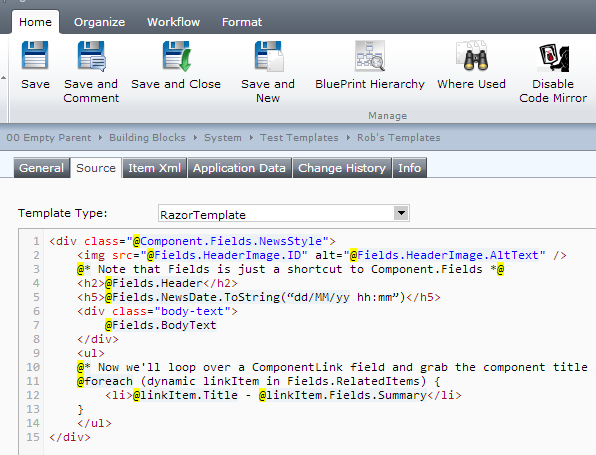 Home Organize Workflow Format
Save Save and Comment Save and Close Save and New BluePrint Hierarchy Where Used Disable Code Mirror
Manage
00 Empty Parent Building Blocks System Test Templates Rob's Templates
General Source Item Xml Application Data Change History Info
Template Type: RazorTemplate
1 <div class="@Component.Fields.NewsStyle">
2 <img src="@Fields.HeaderImage.ID" alt="@Fields.HeaderImage.AltText" />
3 @* Note that Fields is just a shortcut to Component.Fields *@
4 <h2>@Fields.Header</h2>
5 <h5>@Fields.NewsDate.ToString(“dd/MM/yy hh:mm”)</h5>
6 <div class="body-text">
7 @Fields.BodyText
8 </div>
9 <ul>
10 @* Now we'll loop over a ComponentLink field and grab the component title
11 @foreach (dynamic linkItem in Fields.RelatedItems) {
12 <li>@linkItem.Title - @linkItem.Fields.Summary</li>
13 }
14 </ul>
15 </div>